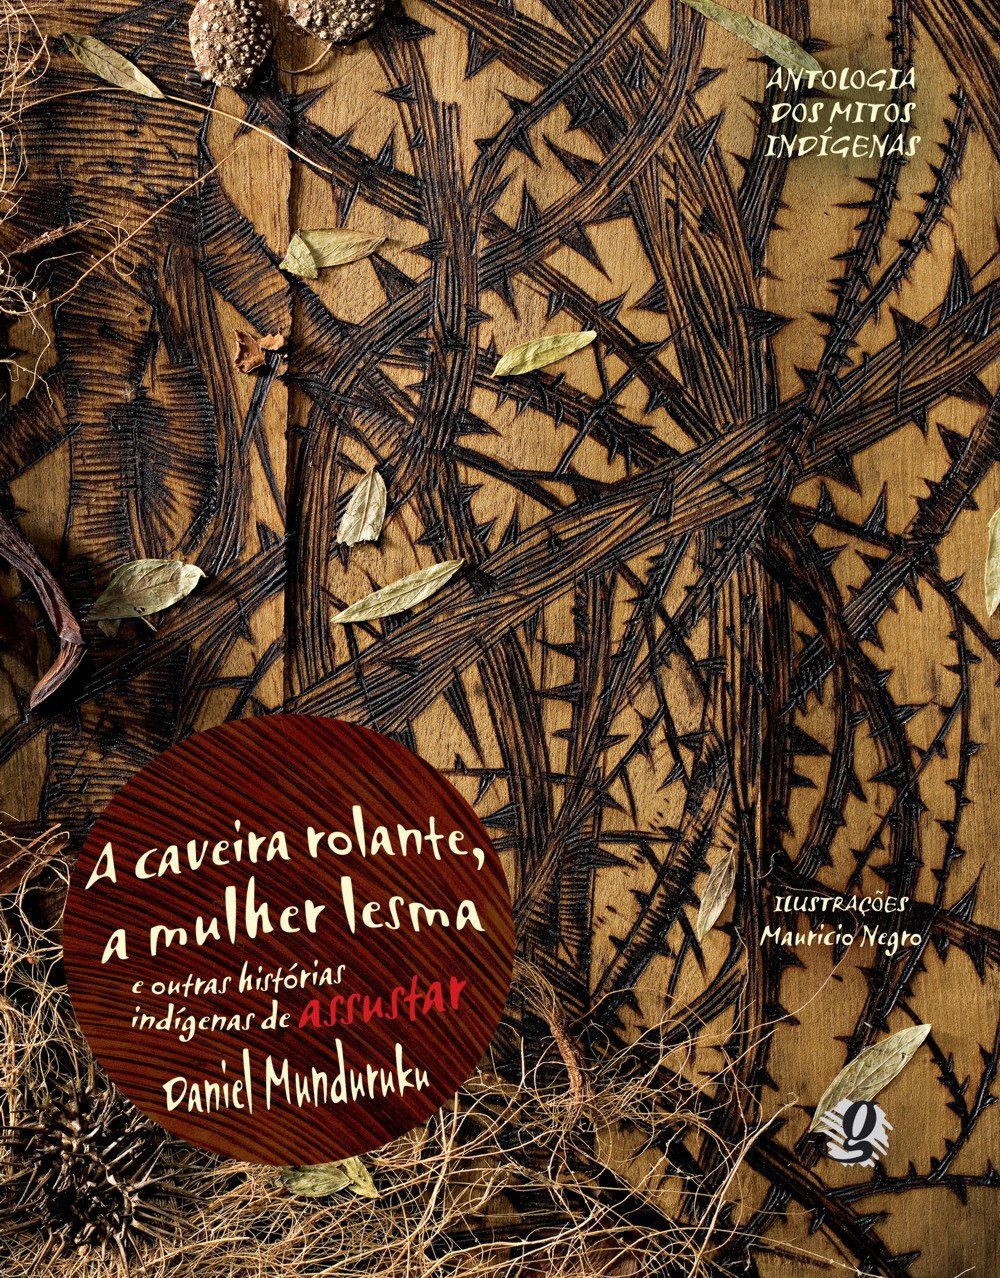 ANTOLOGIA
DOS MITOS
INDÍGENAS
A caveira rolante,
a mulher lesma
e outras histórias
indígenas de assustar
Daniel Munduruku
ILUSTRAÇÕES
Mauricio Negro
g